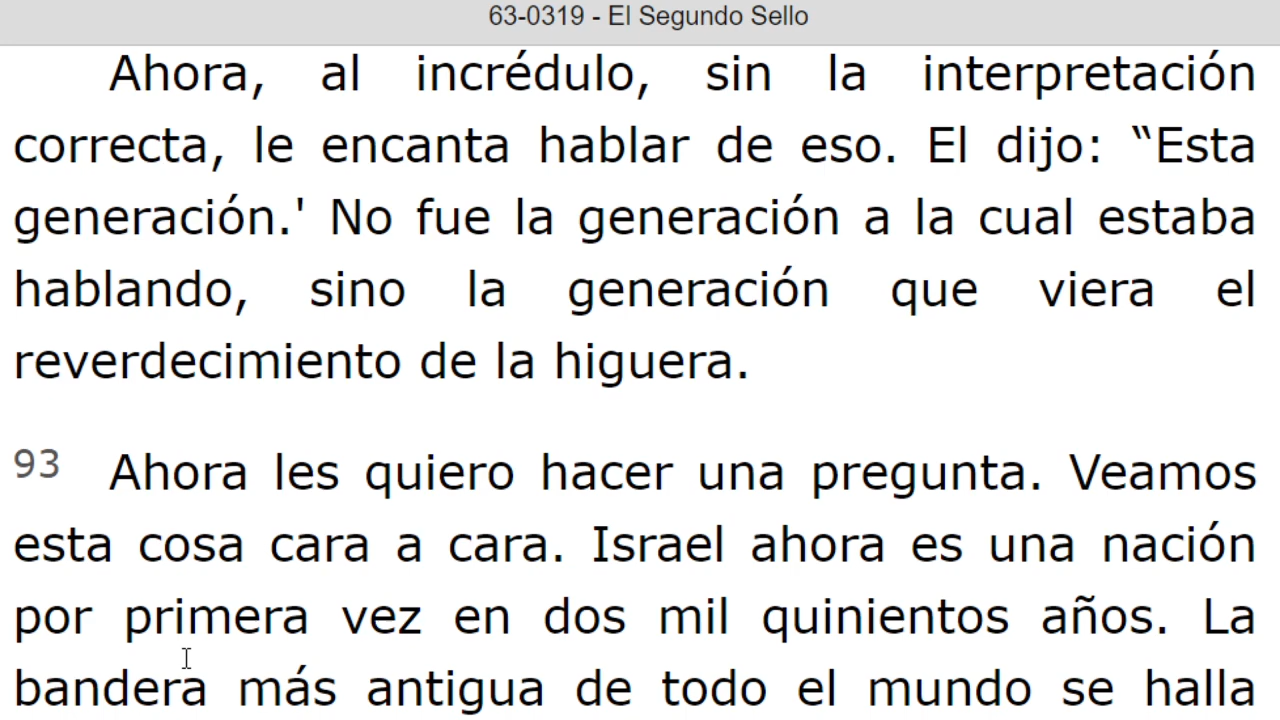 63-0319 - El Segundo Sello
Ahora, al incrédulo, sin la interpretación
correcta, le encanta hablar de eso. El dijo: “Esta
generación.' No fue la generación a la cual estaba
hablando, sino la generación que viera el
reverdecimiento de la higuera.
93 Ahora les quiero hacer una pregunta. Veamos
esta cosa cara a cara. Israel ahora es una nación
por primera vez en dos mil quinientos años. La
bandera más antigua de todo el mundo se halla